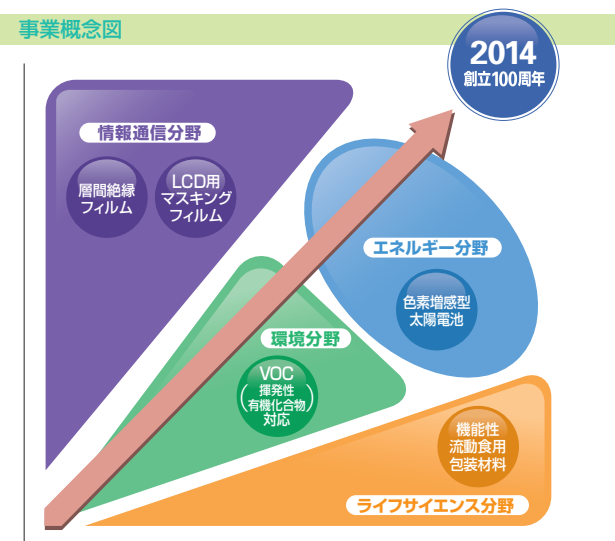 事業概念図
2014
創立100周年
情報通信分野
層間絶縁
フィルム
LCD用
マスキング
フィルム
エネルギー分野
色素増感型
太陽電池
環境分野
VOC
(揮発性
有機化合物)
対応
機能性
流動食用
包装材料
ライフサイエンス分野